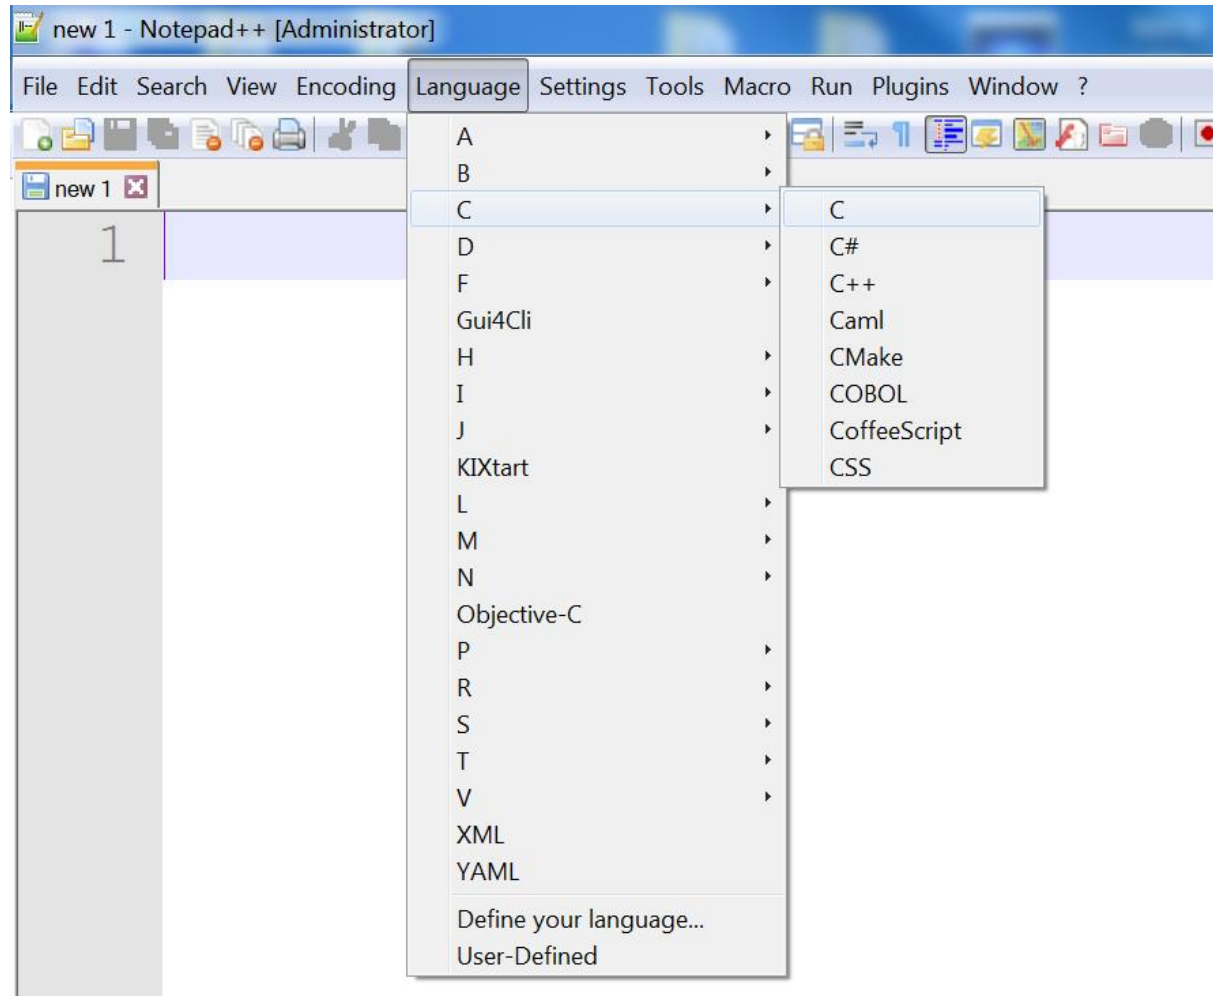 new 1 - Notepad++ [Administrator]
File Edit Search View Encoding Language Settings Tools Macro Run Plugins Window ?
new 1
1
A
B
C
D
F
Gui4Cli
H
I
J
KIXtart
L
M
N
Objective-C
P
R
S
T
V
XML
YAML
Define your language...
User-Defined
C
C#
C++
Caml
CMake
COBOL
CoffeeScript
CSS